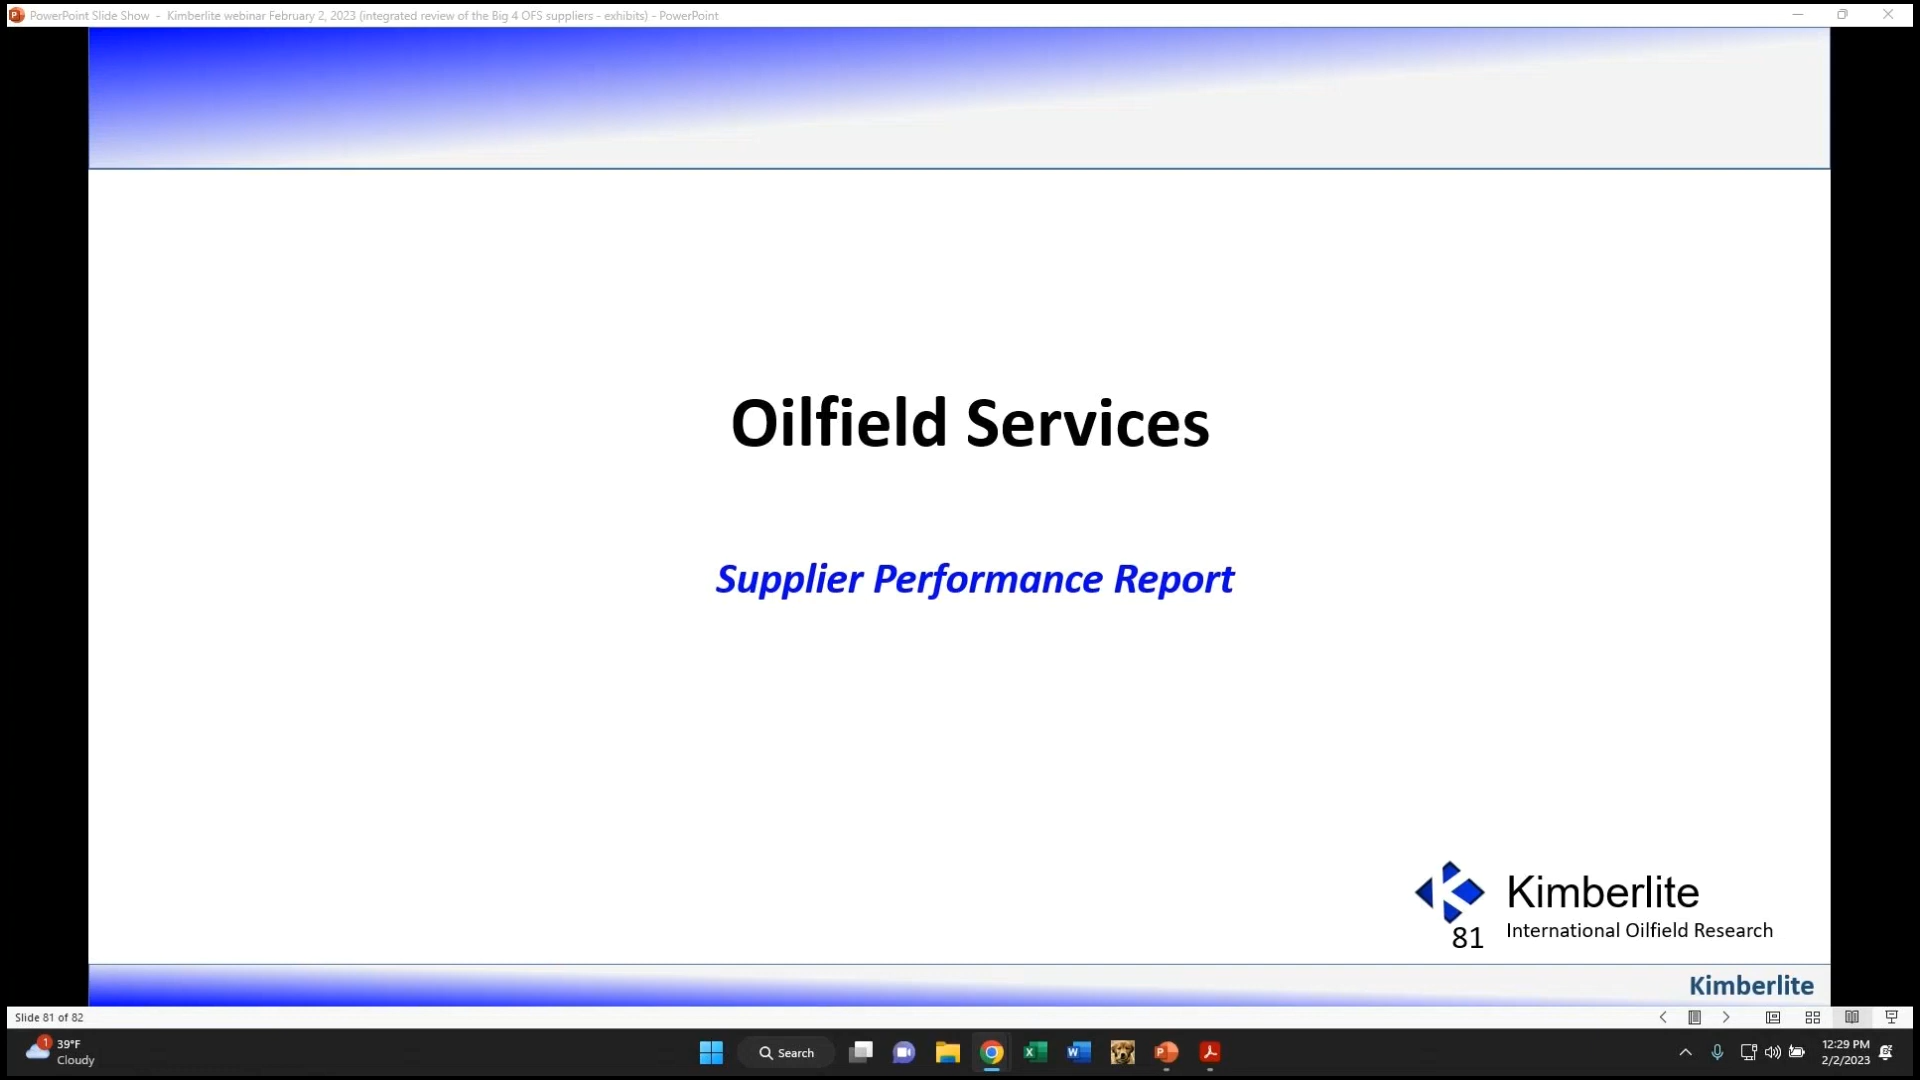 PowerPoint Slide Show - Kimberlite webinar February 2, 2023 (integrated review of the Big 4 OFS suppliers - exhibits) - PowerPoint
Oilfield Services
Supplier Performance Report
Kimberlite
International Oilfield Research
81
Kimberlite
Slide 81 of 82
1
39°F
Cloudy
Search
12:29 PM
2/2/2023